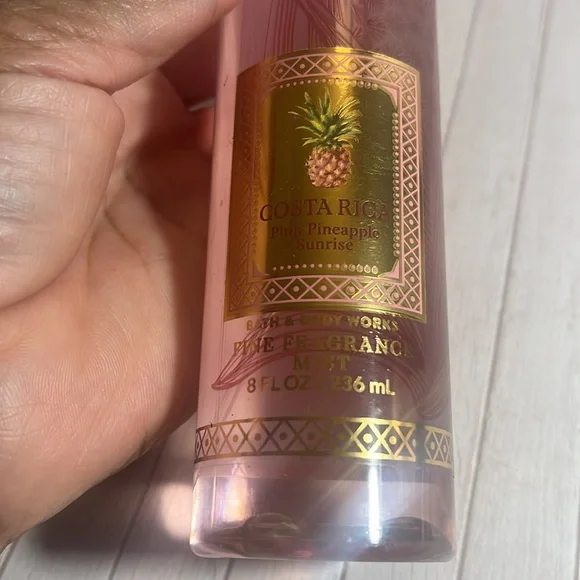 COSTA RICA
Pink Pineapple
Sunrise
BATH & BODY WORKS
FINE FRAGRANCE
MIST
8 FL OZ / 236 mL